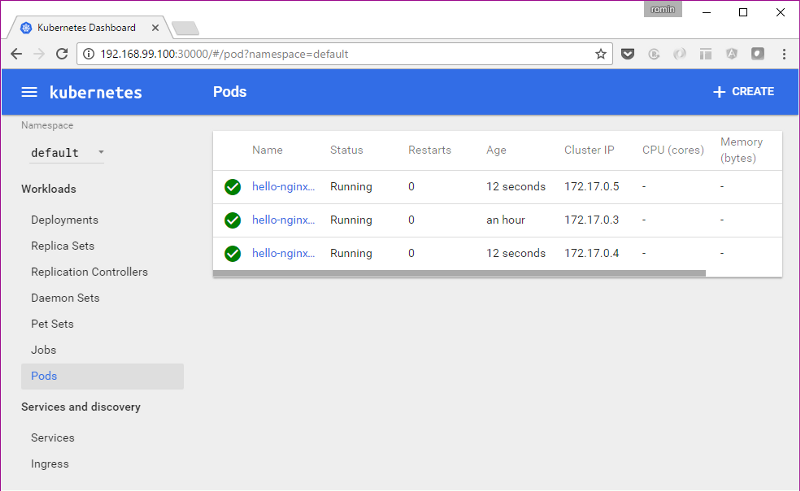 romin
Kubernetes Dashboard
192.168.99.100:30000/#/pod?namespace=default
kubernetes
Pods
CREATE
Namespace
default
Workloads
Deployments
Replica Sets
Replication Controllers
Daemon Sets
Pet Sets
Jobs
Pods
Services and discovery
Services
Ingress
Name Status Restarts Age Cluster IP CPU (cores) Memory (bytes)
hello-nginx... Running 0 12 seconds 172.17.0.5 - -
hello-nginx... Running 0 an hour 172.17.0.3 - -
hello-nginx... Running 0 12 seconds 172.17.0.4 - -